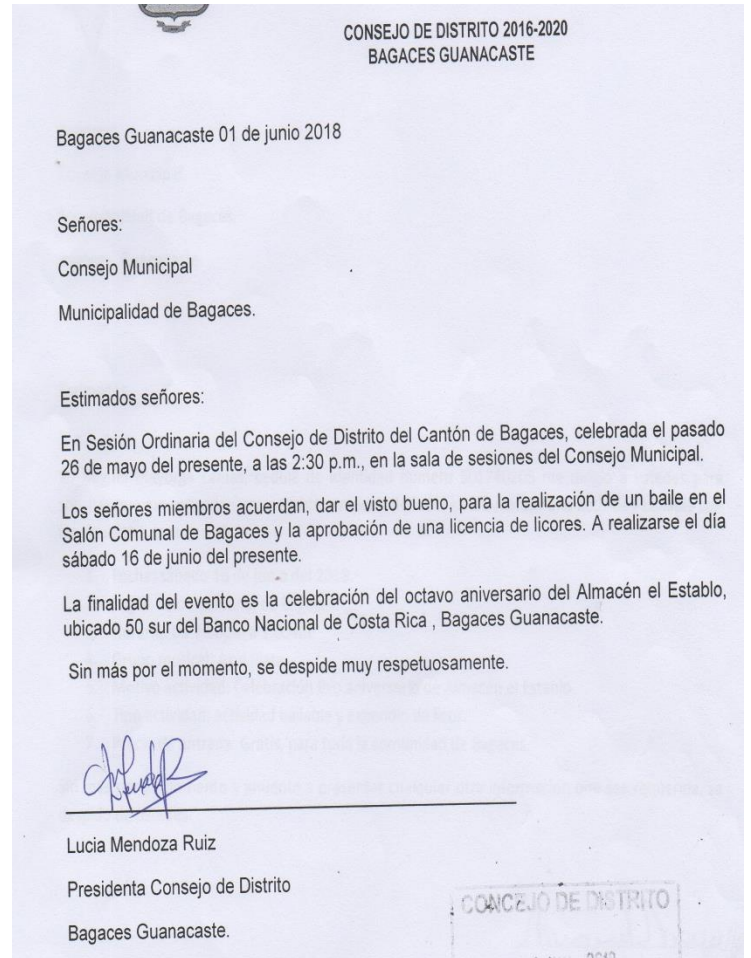 CONSEJO DE DISTRITO 2016-2020
BAGACES GUANACASTE
Bagaces Guanacaste 01 de junio 2018
Señores:
Consejo Municipal
Municipalidad de Bagaces.
Estimados señores:
En Sesión Ordinaria del Consejo de Distrito del Cantón de Bagaces, celebrada el pasado
26 de mayo del presente, a las 2:30 p.m., en la sala de sesiones del Consejo Municipal.
Los señores miembros acuerdan, dar el visto bueno, para la realización de un baile en el
Salón Comunal de Bagaces y la aprobación de una licencia de licores. A realizarse el día
sábado 16 de junio del presente.
La finalidad del evento es la celebración del octavo aniversario del Almacén el Establo,
ubicado 50 sur del Banco Nacional de Costa Rica , Bagaces Guanacaste.
Sin más por el momento, se despide muy respetuosamente.
Lucia Mendoza Ruiz
Presidenta Consejo de Distrito
Bagaces Guanacaste.
CONCEJO DE DISTRITO